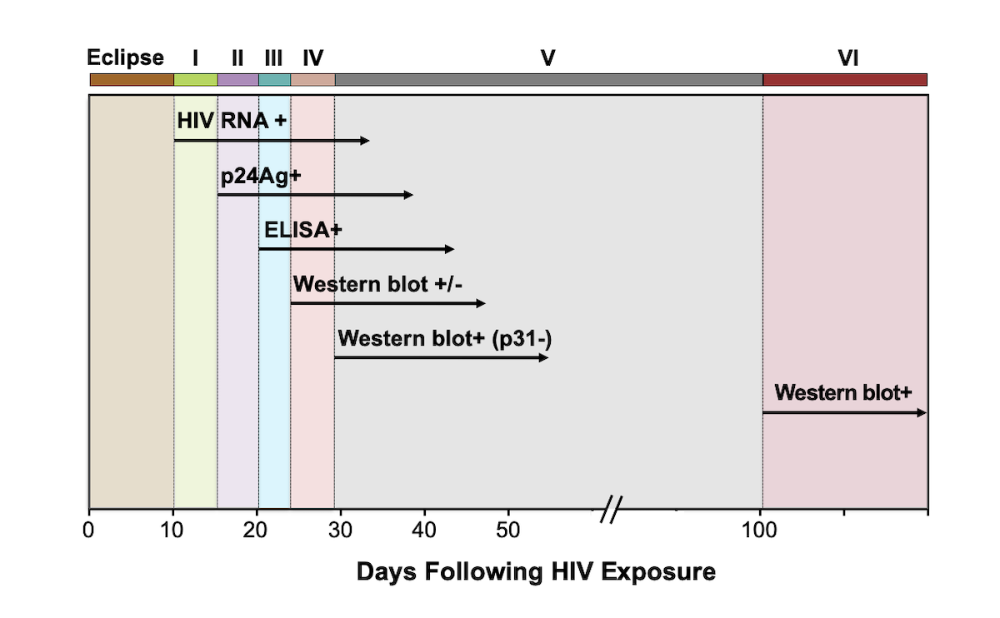 Eclipse I II III IV V VI
HIV RNA +
p24Ag+
ELISA+
Western blot +/-
Western blot+ (p31-)
Western blot+
0 10 20 30 40 50 100
Days Following HIV Exposure